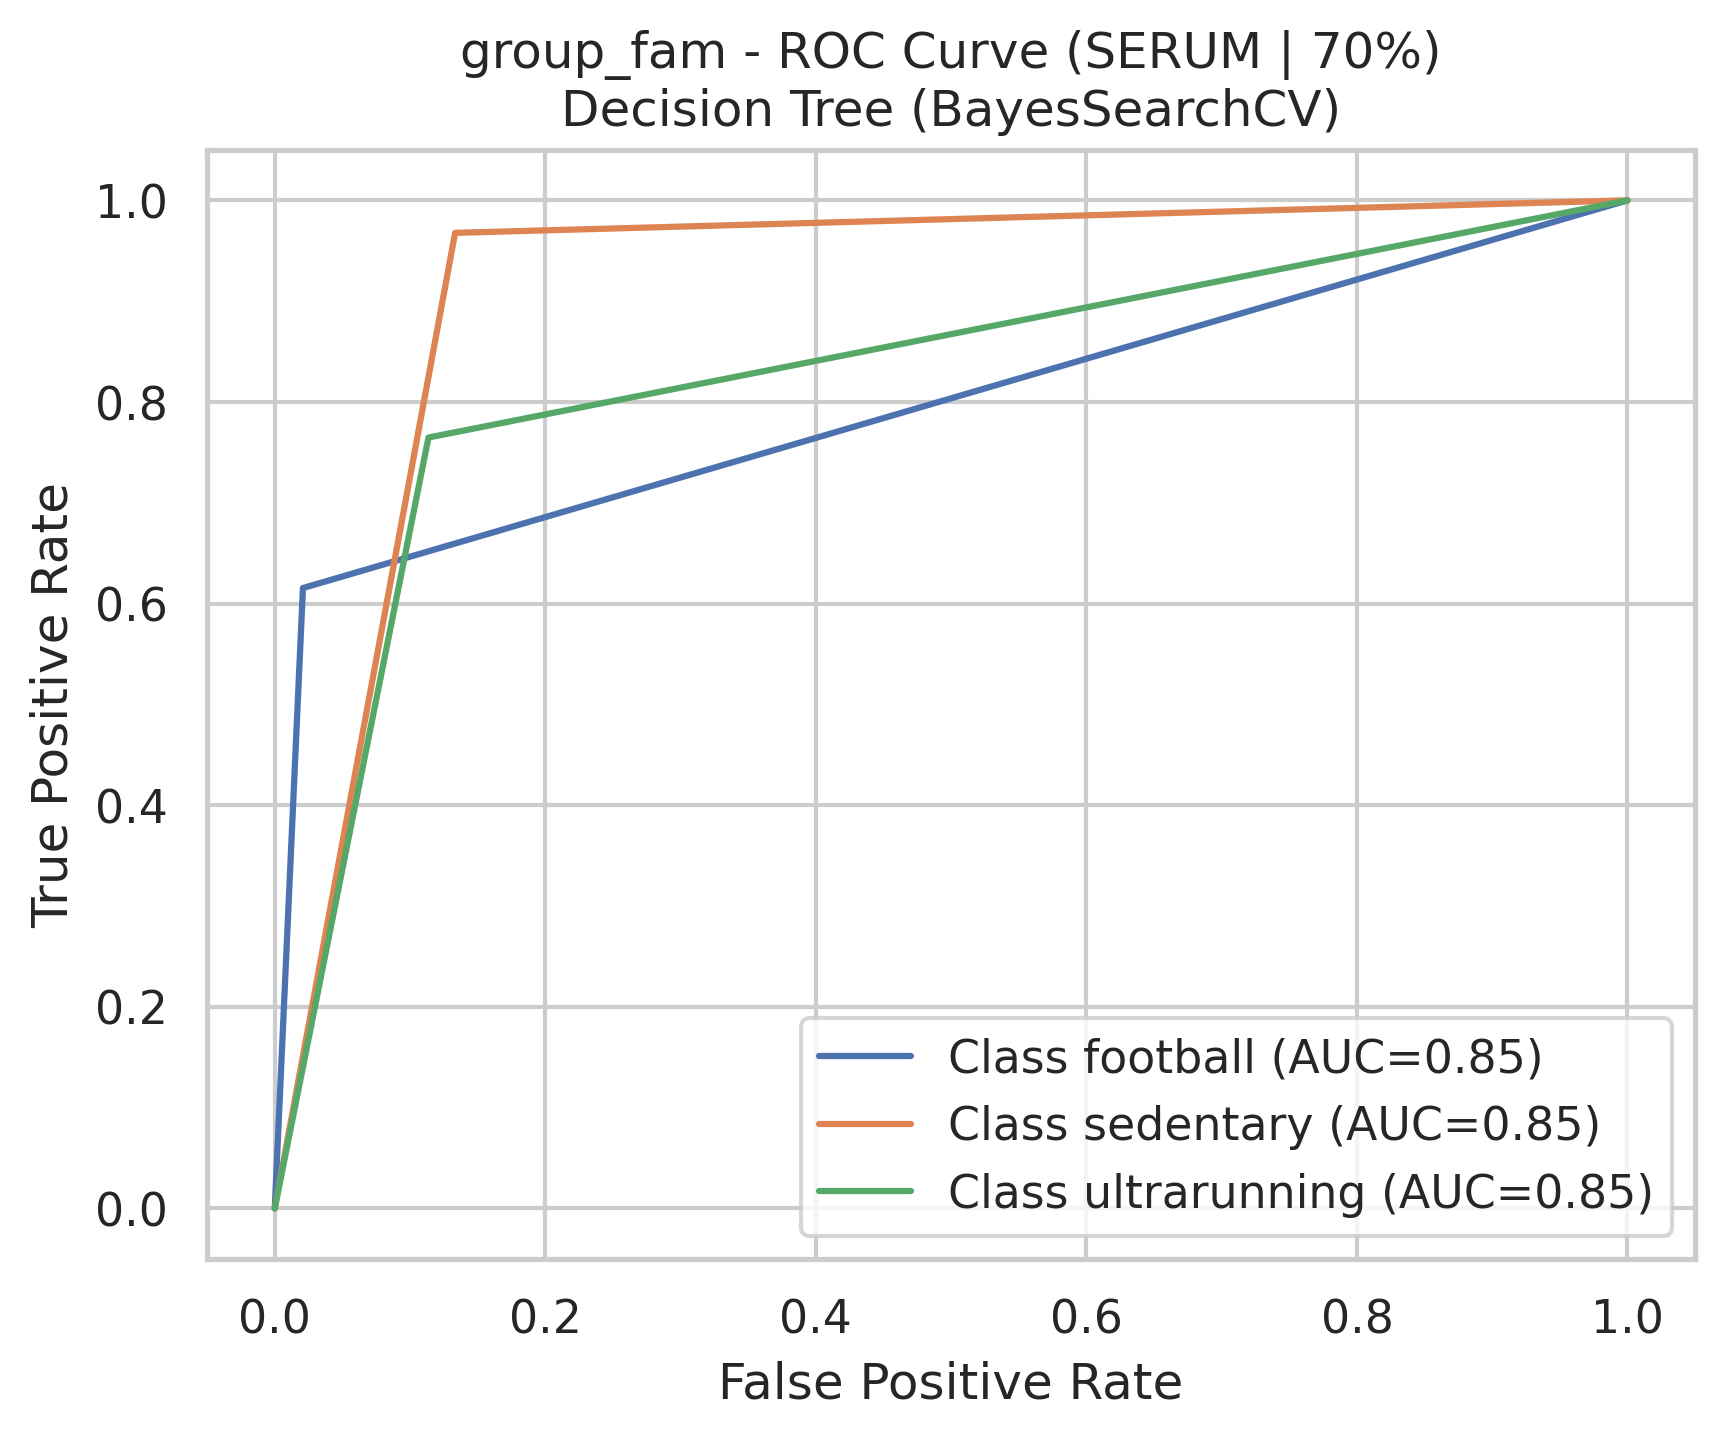 group_fam - ROC Curve (SERUM | 70%)
Decision Tree (BayesSearchCV)
True Positive Rate
1.0
0.8
0.6
0.4
0.2
0.0
Class football (AUC=0.85)
Class sedentary (AUC=0.85)
Class ultrarunning (AUC=0.85)
0.0 0.2 0.4 0.6 0.8 1.0
False Positive Rate